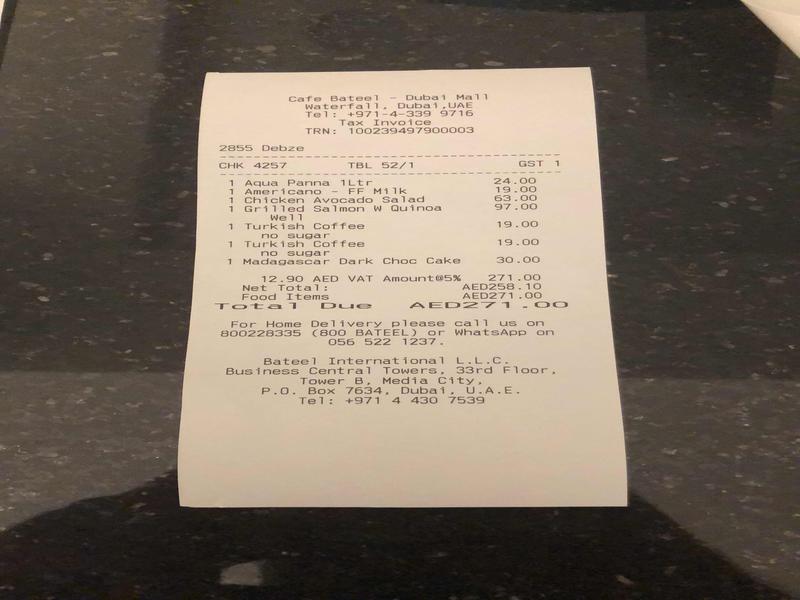 Cafe Bateel - Dubai Mall
Waterfall, Dubai,UAE
Tel: +971-4-339 9716
Tax Invoice
TRN: 100239497900003
2855 Debze
CHK 4257 TBL 52/1 GST 1
1 Aqua Panna 1Ltr 24.00
1 Americano - FF Milk 19.00
1 Chicken Avocado Salad 63.00
1 Grilled Salmon W Quinoa 97.00
Well
1 Turkish Coffee 19.00
no sugar
1 Turkish Coffee 19.00
no sugar
1 Madagascar Dark Choc Cake 30.00
12.90 AED VAT Amount@5% 271.00
Net Total: AED258.10
Food Items AED271.00
Total Due AED271.00
For Home Delivery please call us on
800228335 (800 BATEEL) or WhatsApp on
056 522 1237.
Bateel International L.L.C.
Business Central Towers, 33rd Floor,
Tower B, Media City,
P.O. Box 7634, Dubai, U.A.E.
Tel: +971 4 430 7539